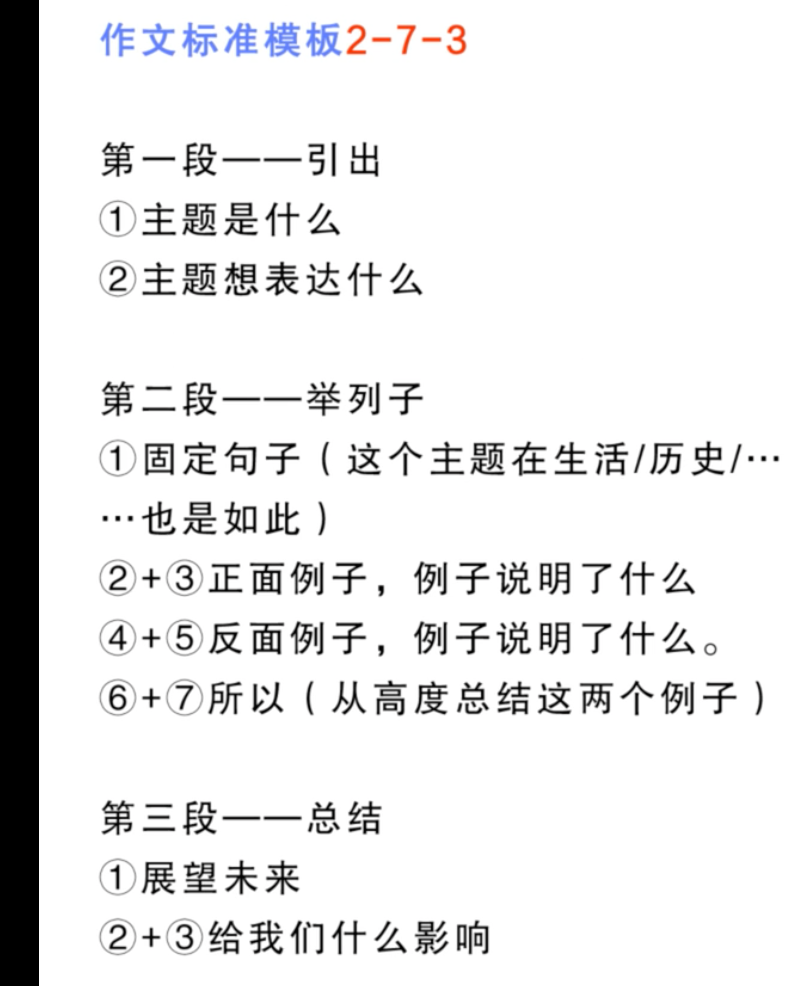 作文标准模板2-7-3
第一段——引出
①主题是什么
②主题想表达什么
第二段——举列子
①固定句子（这个主题在生活/历史/…
…也是如此）
②+③正面例子，例子说明了什么
④+⑤反面例子，例子说明了什么。
⑥+⑦所以（从高度总结这两个例子）
第三段——总结
①展望未来
②+③给我们什么影响